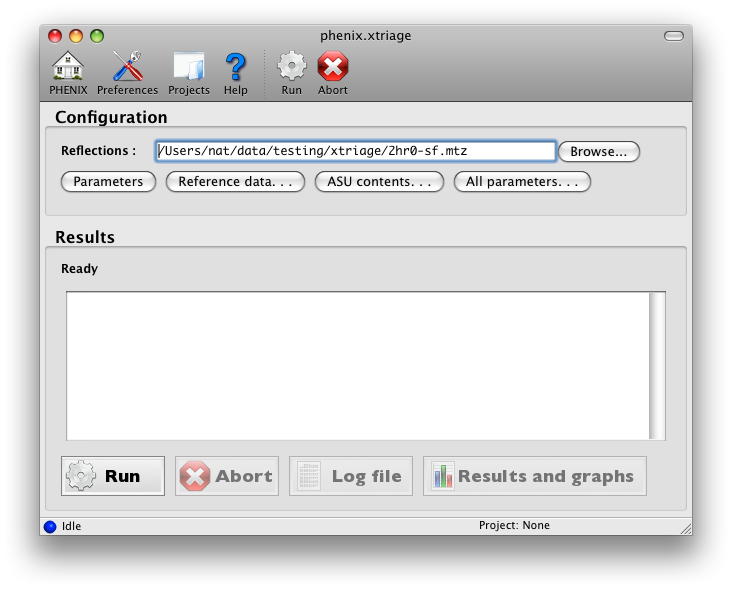 phenix.xtriage
PHENIX Preferences Projects Help Run Abort
Configuration
Reflections : /Users/nat/data/testing/xtriage/2hr0-sf.mtz Browse...
Parameters Reference data. . . ASU contents. . . All parameters. . .
Results
Ready
Run Abort Log file Results and graphs
Idle Project: None